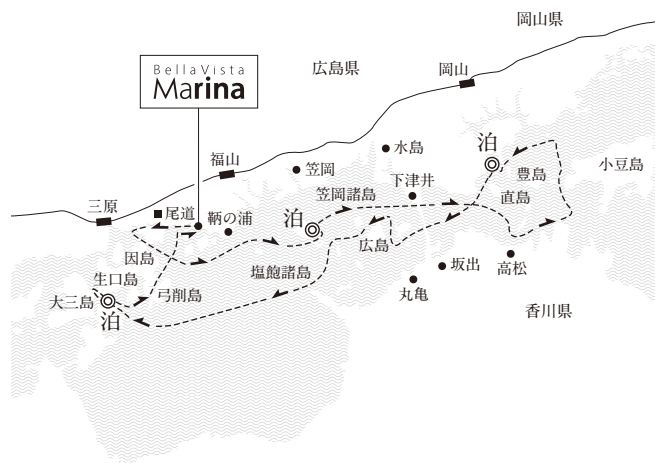 岡山県
広島県
岡山
BellaVista
Marina
水島
泊
小豆島
福山
笠岡
豊島
下津井
直島
笠岡諸島
三原
尾道
鞆の浦
泊
広島
因島
坂出
高松
塩飽諸島
生口島
弓削島
丸亀
大三島
香川県
泊